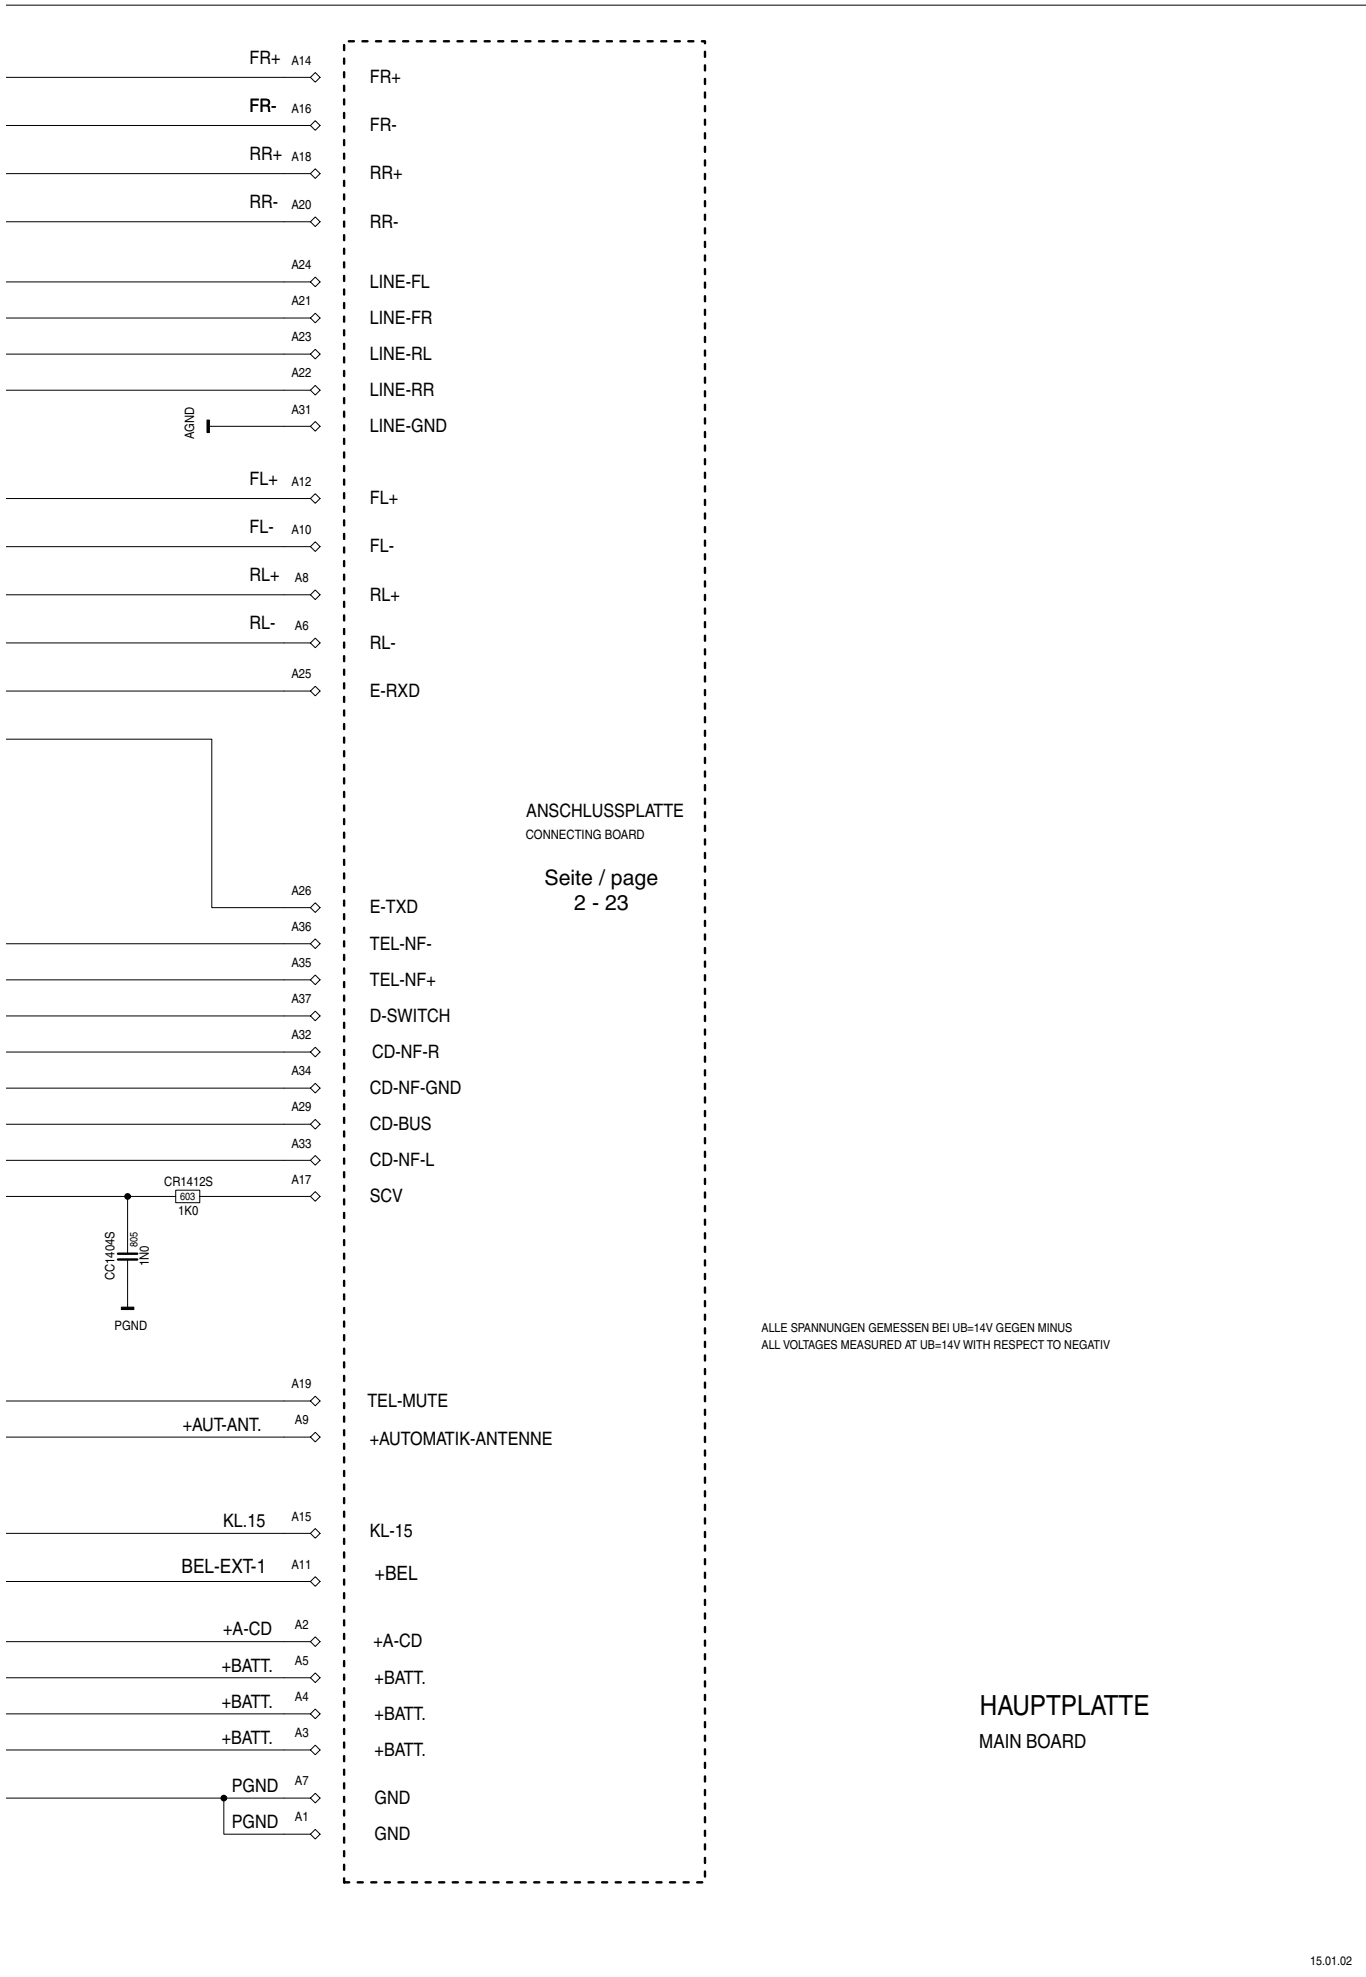 FR+ A14
FR+
FR- A16
FR-
RR+ A18
RR+
RR- A20
RR-
A24
LINE-FL
A21
LINE-FR
A23
LINE-RL
A22
LINE-RR
A31
AGND
LINE-GND
FL+ A12
FL+
FL- A10
FL-
RL+ A8
RL+
RL- A6
RL-
A25
E-RXD
ANSCHLUSSPLATTE
CONNECTING BOARD
Seite / page
2 - 23
A26
E-TXD
A36
TEL-NF-
A35
TEL-NF+
A37
D-SWITCH
A32
CD-NF-R
A34
CD-NF-GND
A29
CD-BUS
A33
CD-NF-L
CR1412S
A17
603
SCV
1K0
CC1404S
805
1N0
PGND
ALLE SPANNUNGEN GEMESSEN BEI UB=14V GEGEN MINUS
ALL VOLTAGES MEASURED AT UB=14V WITH RESPECT TO NEGATIV
A19
TEL-MUTE
+AUT-ANT. A9
+AUTOMATIK-ANTENNE
KL.15 A15
KL-15
BEL-EXT-1 A11
+BEL
+A-CD A2
+A-CD
+BATT. A5
+BATT.
+BATT. A4
+BATT.
+BATT. A3
+BATT.
HAUPTPLATTE
MAIN BOARD
PGND A7
GND
PGND A1
GND
15.01.02